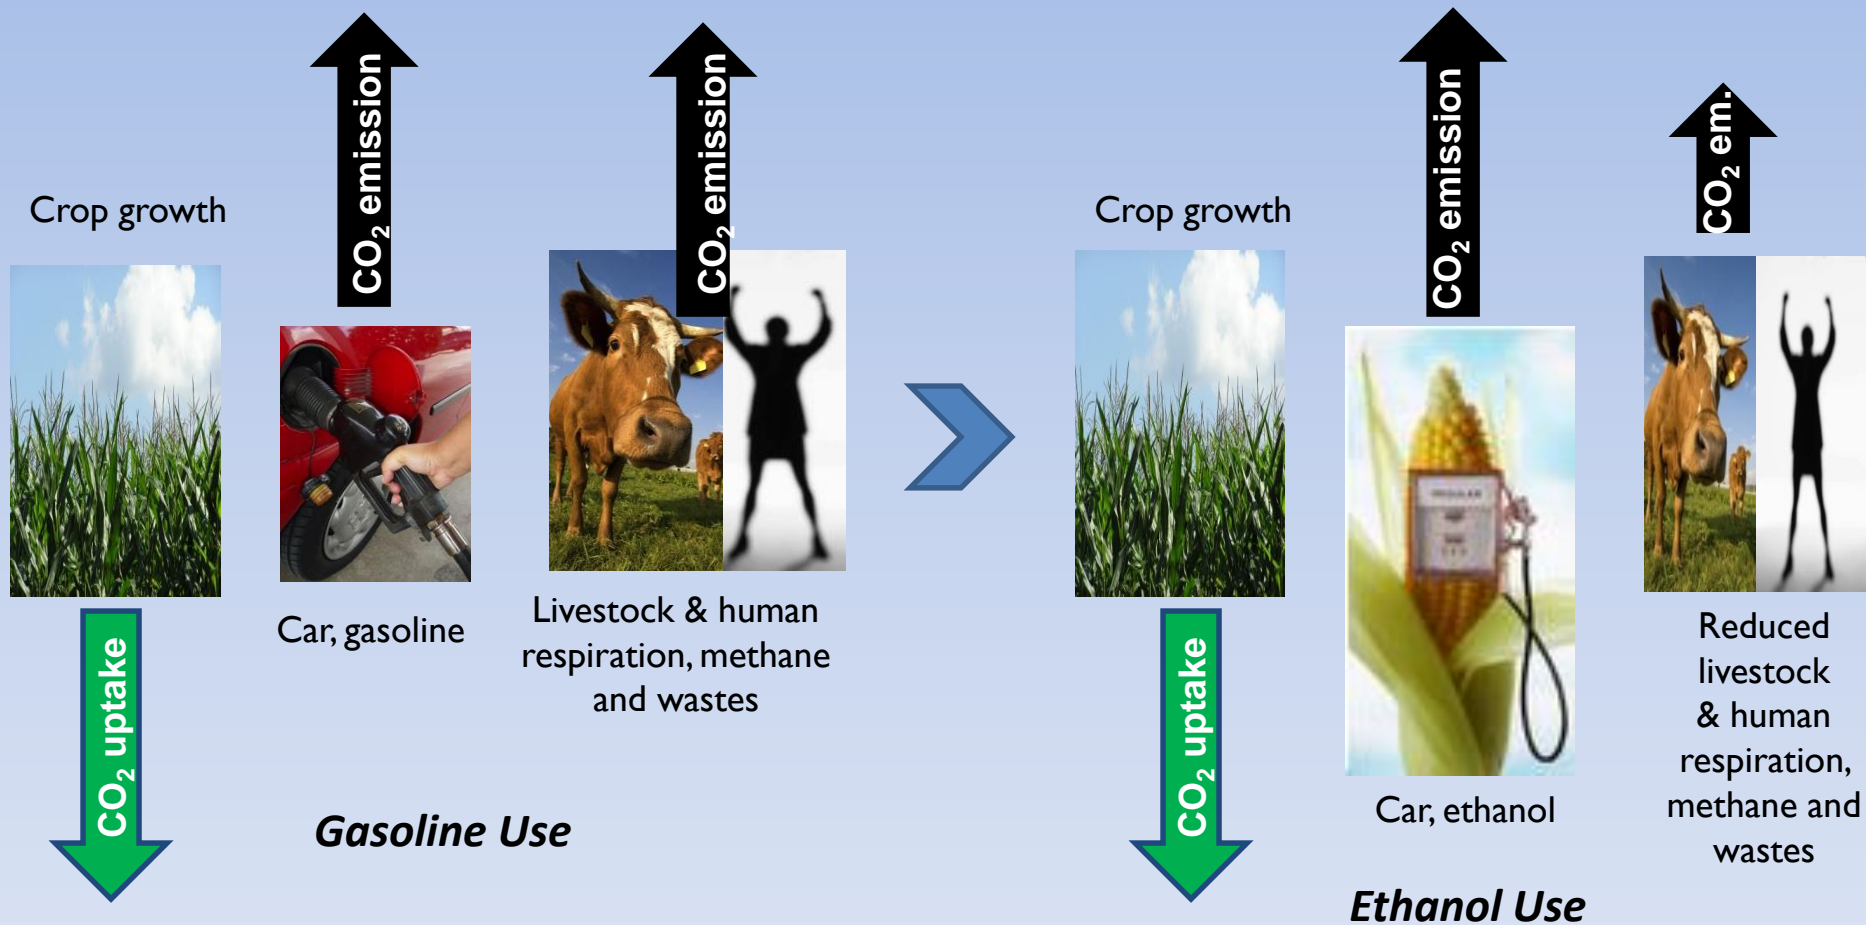 CO₂ emission
CO₂ emission
Crop growth
Car, gasoline
Livestock & human
respiration, methane
and wastes
CO₂ uptake
Gasoline Use
CO₂ emission
CO₂ em.
Crop growth
REGULAR
Car, ethanol
Reduced
livestock
& human
respiration,
methane and
wastes
CO₂ uptake
Ethanol Use